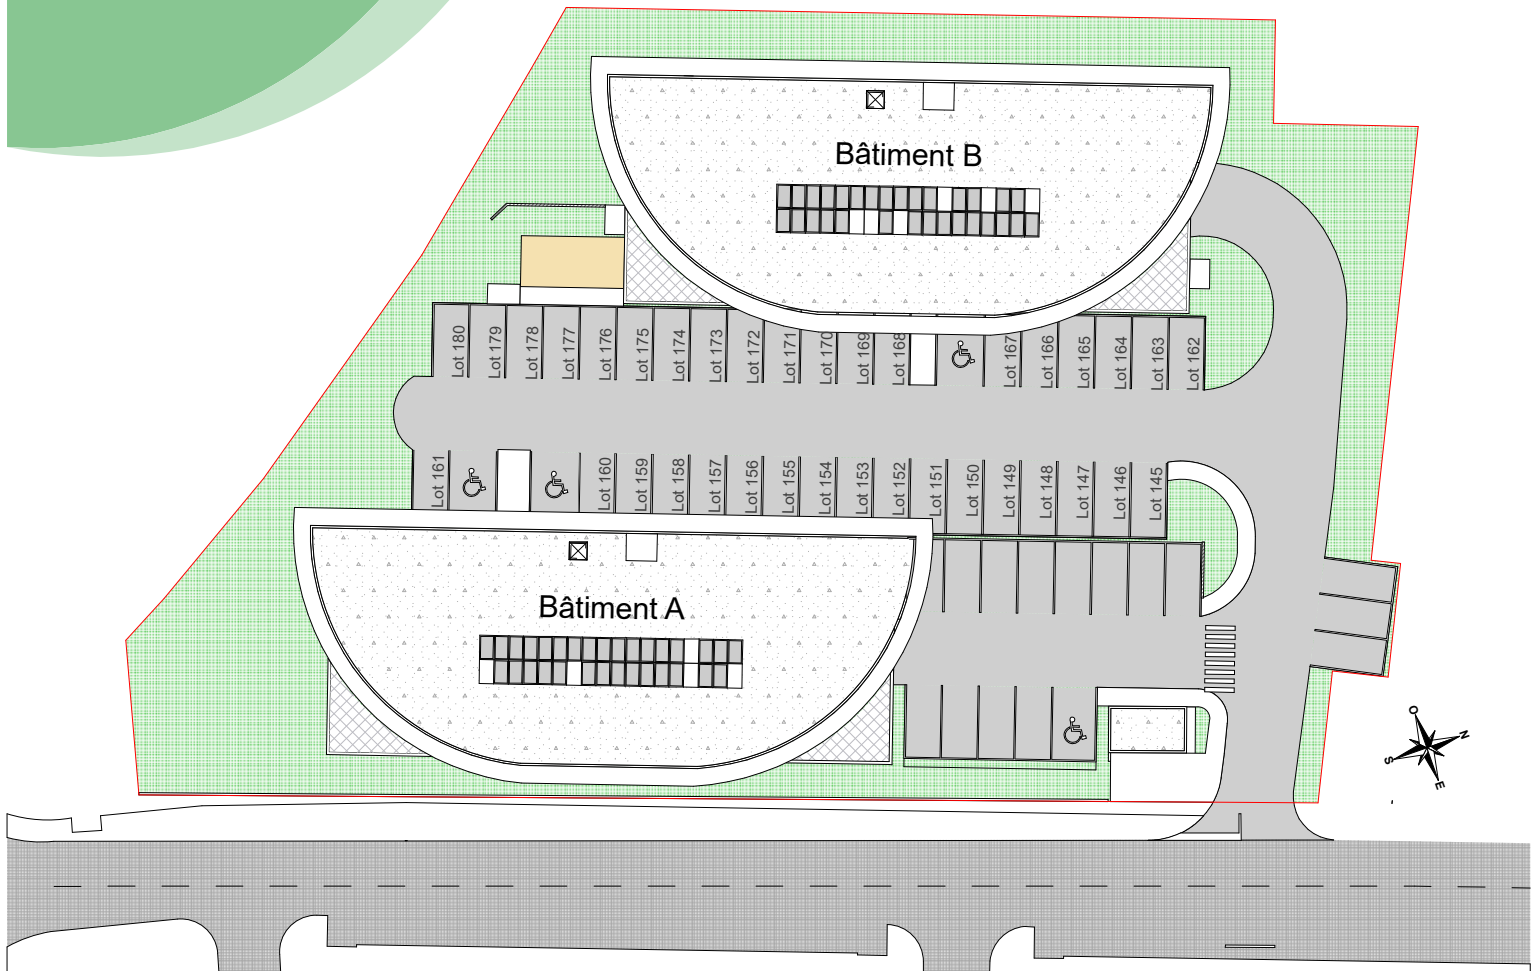 Bâtiment B
Lot 180
Lot 179
Lot 178
Lot 177
Lot 176
Lot 175
Lot 174
Lot 173
Lot 172
Lot 171
Lot 170
Lot 169
Lot 168
Lot 167
Lot 166
Lot 165
Lot 164
Lot 163
Lot 162
Lot 161
Lot 160
Lot 159
Lot 158
Lot 157
Lot 156
Lot 155
Lot 154
Lot 153
Lot 152
Lot 151
Lot 150
Lot 149
Lot 148
Lot 147
Lot 146
Lot 145
Bâtiment A
O
N
S
E